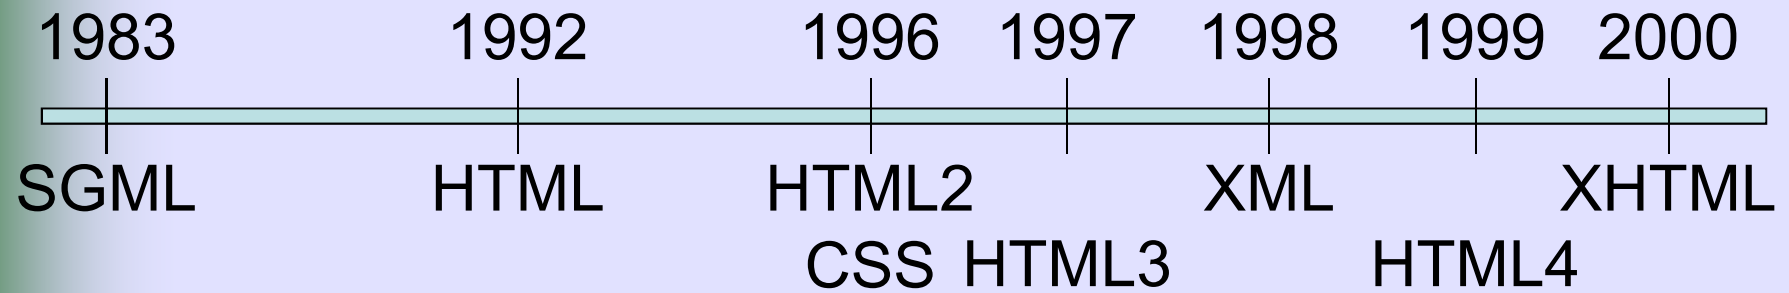 1983 1992 1996 1997 1998 1999 2000
SGML HTML HTML2 XML XHTML
CSS HTML3 HTML4